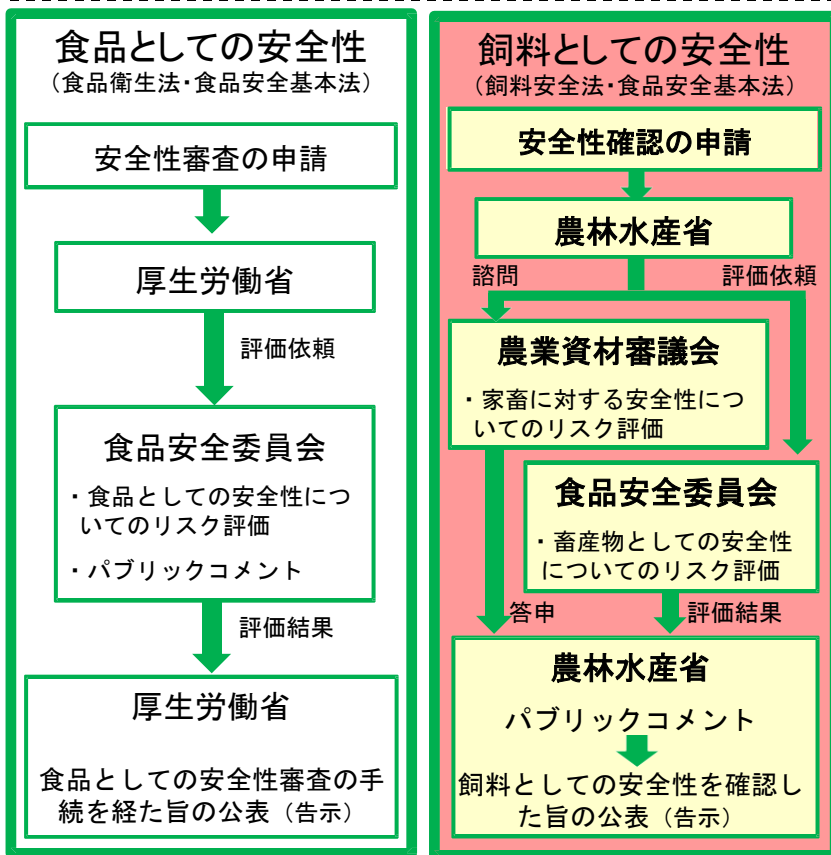 食品としての安全性
（食品衛生法・食品安全基本法）
安全性審査の申請
厚生労働省
評価依頼
食品安全委員会
・食品としての安全性につ
いてのリスク評価
・パブリックコメント
評価結果
厚生労働省
食品としての安全性審査の手
続を経た旨の公表（告示）
飼料としての安全性
（飼料安全法・食品安全基本法）
安全性確認の申請
農林水産省
諮問
評価依頼
農業資材審議会
・家畜に対する安全性につ
いてのリスク評価
食品安全委員会
・畜産物としての安全性
についてのリスク評価
答申
評価結果
農林水産省
パブリックコメント
飼料としての安全性を確認し
た旨の公表（告示）